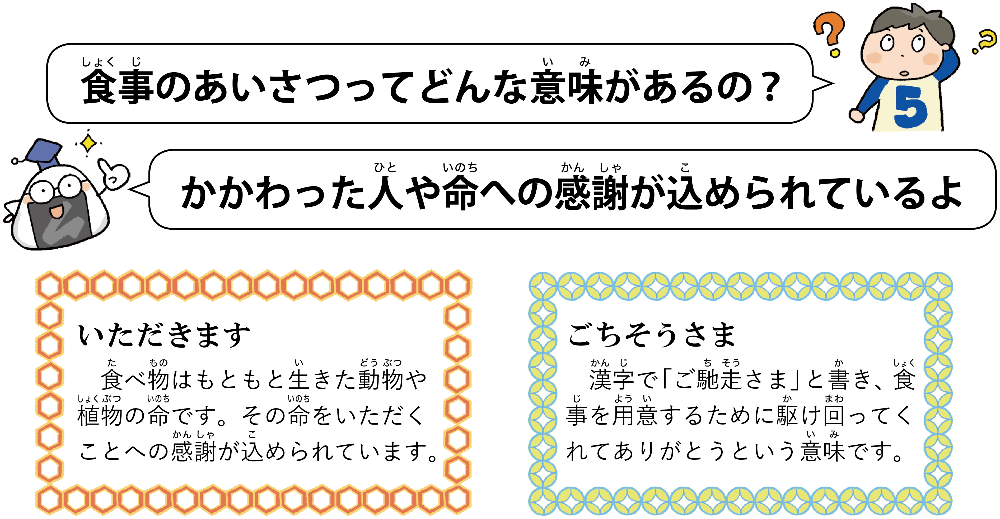 食事のあいさつってどんな意味があるの？
かかわった人や命への感謝が込められているよ
いただきます
食べ物はもともと生きた動物や
植物の命です。その命をいただく
ことへの感謝が込められています。
ごちそうさま
漢字で「ご馳走さま」と書き、食
事を用意するために駆け回ってく
れてありがとうという意味です。